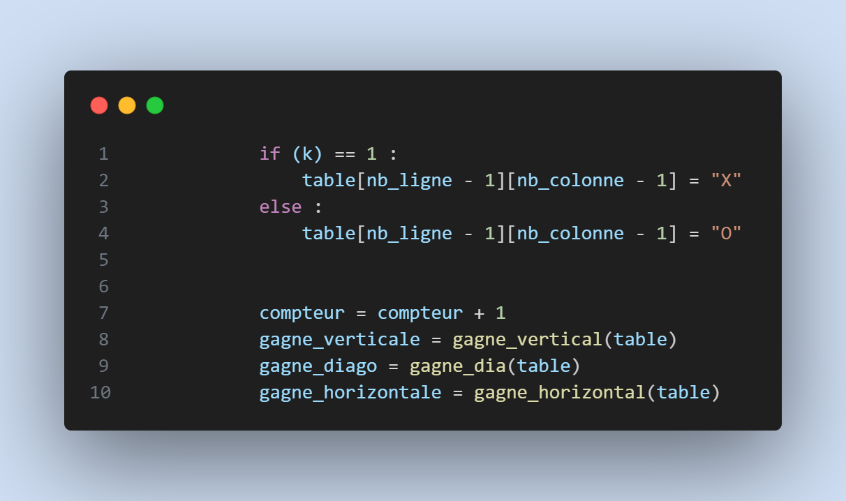 1 if (k) == 1 :
2 table[nb_ligne - 1][nb_colonne - 1] = "X"
3 else :
4 table[nb_ligne - 1][nb_colonne - 1] = "O"
5
6
7 compteur = compteur + 1
8 gagne_verticale = gagne_vertical(table)
9 gagne_diago = gagne_dia(table)
10 gagne_horizontale = gagne_horizontal(table)